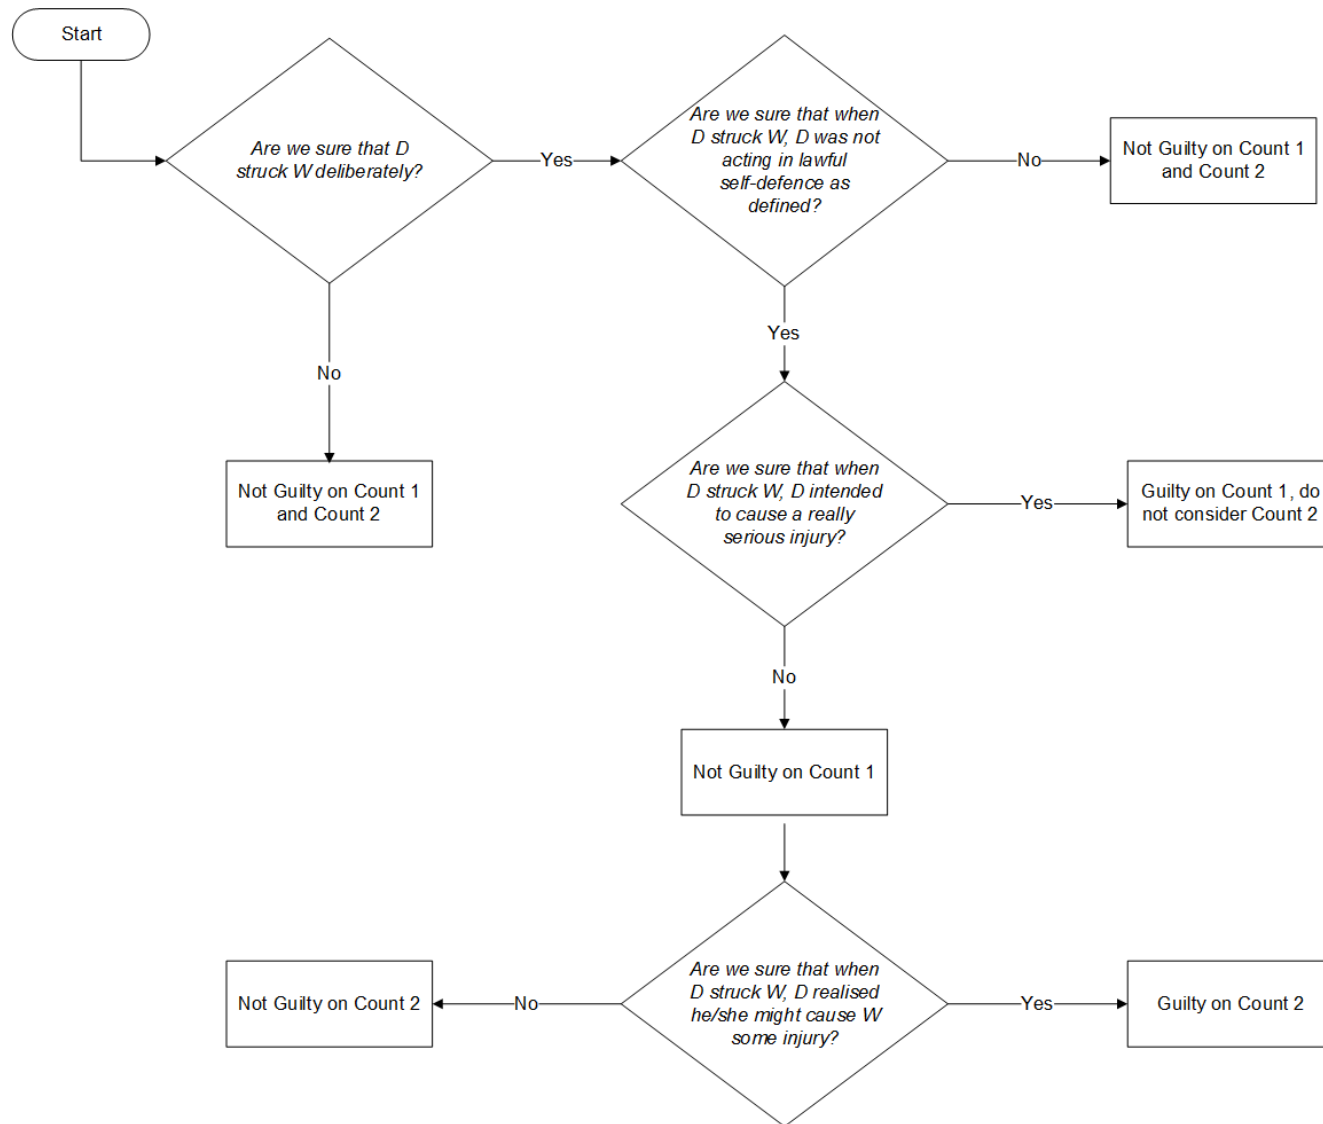 Start
Are we sure that D
struck W deliberately?
Yes
Are we sure that when
D struck W, D was not
acting in lawful
self-defence as
defined?
No
Not Guilty on Count 1
and Count 2
Yes
No
Not Guilty on Count 1
and Count 2
Are we sure that when
D struck W, D intended
to cause a really
serious injury?
Yes
Guilty on Count 1, do
not consider Count 2
No
Not Guilty on Count 1
Are we sure that when
D struck W, D realised
he/she might cause W
some injury?
No
Not Guilty on Count 2
Yes
Guilty on Count 2